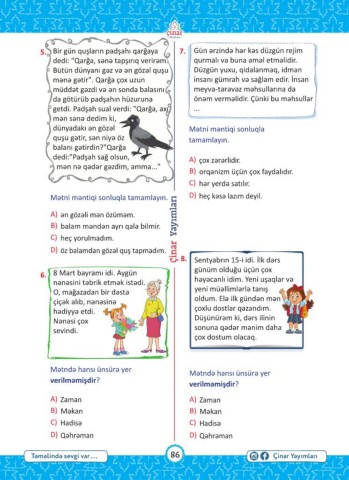 çinar
5. Bir gün quşların padşahı qarğaya
dedi: "Qarğa, sənə tapşırıq verirəm.
Bütün dünyanı gəz və ən gözəl quşu
mənə gətir". Qarğa çox uzun
müddət gəzdi və ən sonda balasını
da götürüb padşahın hüzuruna
getdi. Padşah sual verdi: "Qarğa, axı
mən sənə dedim ki,
dünyadakı ən gözəl
quşu gətir, sən niyə öz
balanı gətirdin?"Qarğa
dedi:"Padşah sağ olsun,
mən nə qədər gəzdim, amma..."
Mətni məntiqi sonluqla tamamlayın.
A) ən gözəli mən özüməm.
B) balam məndən ayrı qala bilmir.
C) heç yorulmadım.
D) öz balamdan gözəl quş tapmadım.
6. 8 Mart bayramı idi. Aygün
nənəsini təbrik etmək istədi.
O, mağazadan bir dəstə
çiçək alıb, nənəsinə
hədiyyə etdi.
Nənəsi çox
sevindi.
Mətndə hansı ünsürə yer
verilməmişdir?
A) Zaman
B) Məkan
C) Hadisə
D) Qəhrəman
Çinar Yayımları
7. Gün ərzində hər kəs düzgün rejim
qurmalı və buna əməl etməlidir.
Düzgün yuxu, qidalanmaq, idman
insanı gümrah və sağlam edir. İnsan
meyvə-tərəvəz məhsullarına da
önəm verməlidir. Çünki bu məhsullar
...
Mətni məntiqi sonluqla
tamamlayın.
A) çox zərərlidir.
B) orqanizm üçün çox faydalıdır.
C) hər yerdə satılır.
D) heç kəsə lazım deyil.
8. Sentyabrın 15-i idi. İlk dərs
günüm olduğu üçün çox
həyəcanlı idim. Yeni uşaqlar və
yeni müəllimlərlə tanış
oldum. Elə ilk gündən mən
çoxlu dostlar qazandım.
Düşünürəm ki, dərs ilinin
sonuna qədər mənim daha
çox dostum olacaq.
Mətndə hansı ünsürə yer
verilməmişdir?
A) Zaman
B) Məkan
C) Hadisə
D) Qəhrəman
Təməlində sevgi var ...
86
Çinar Yayımları